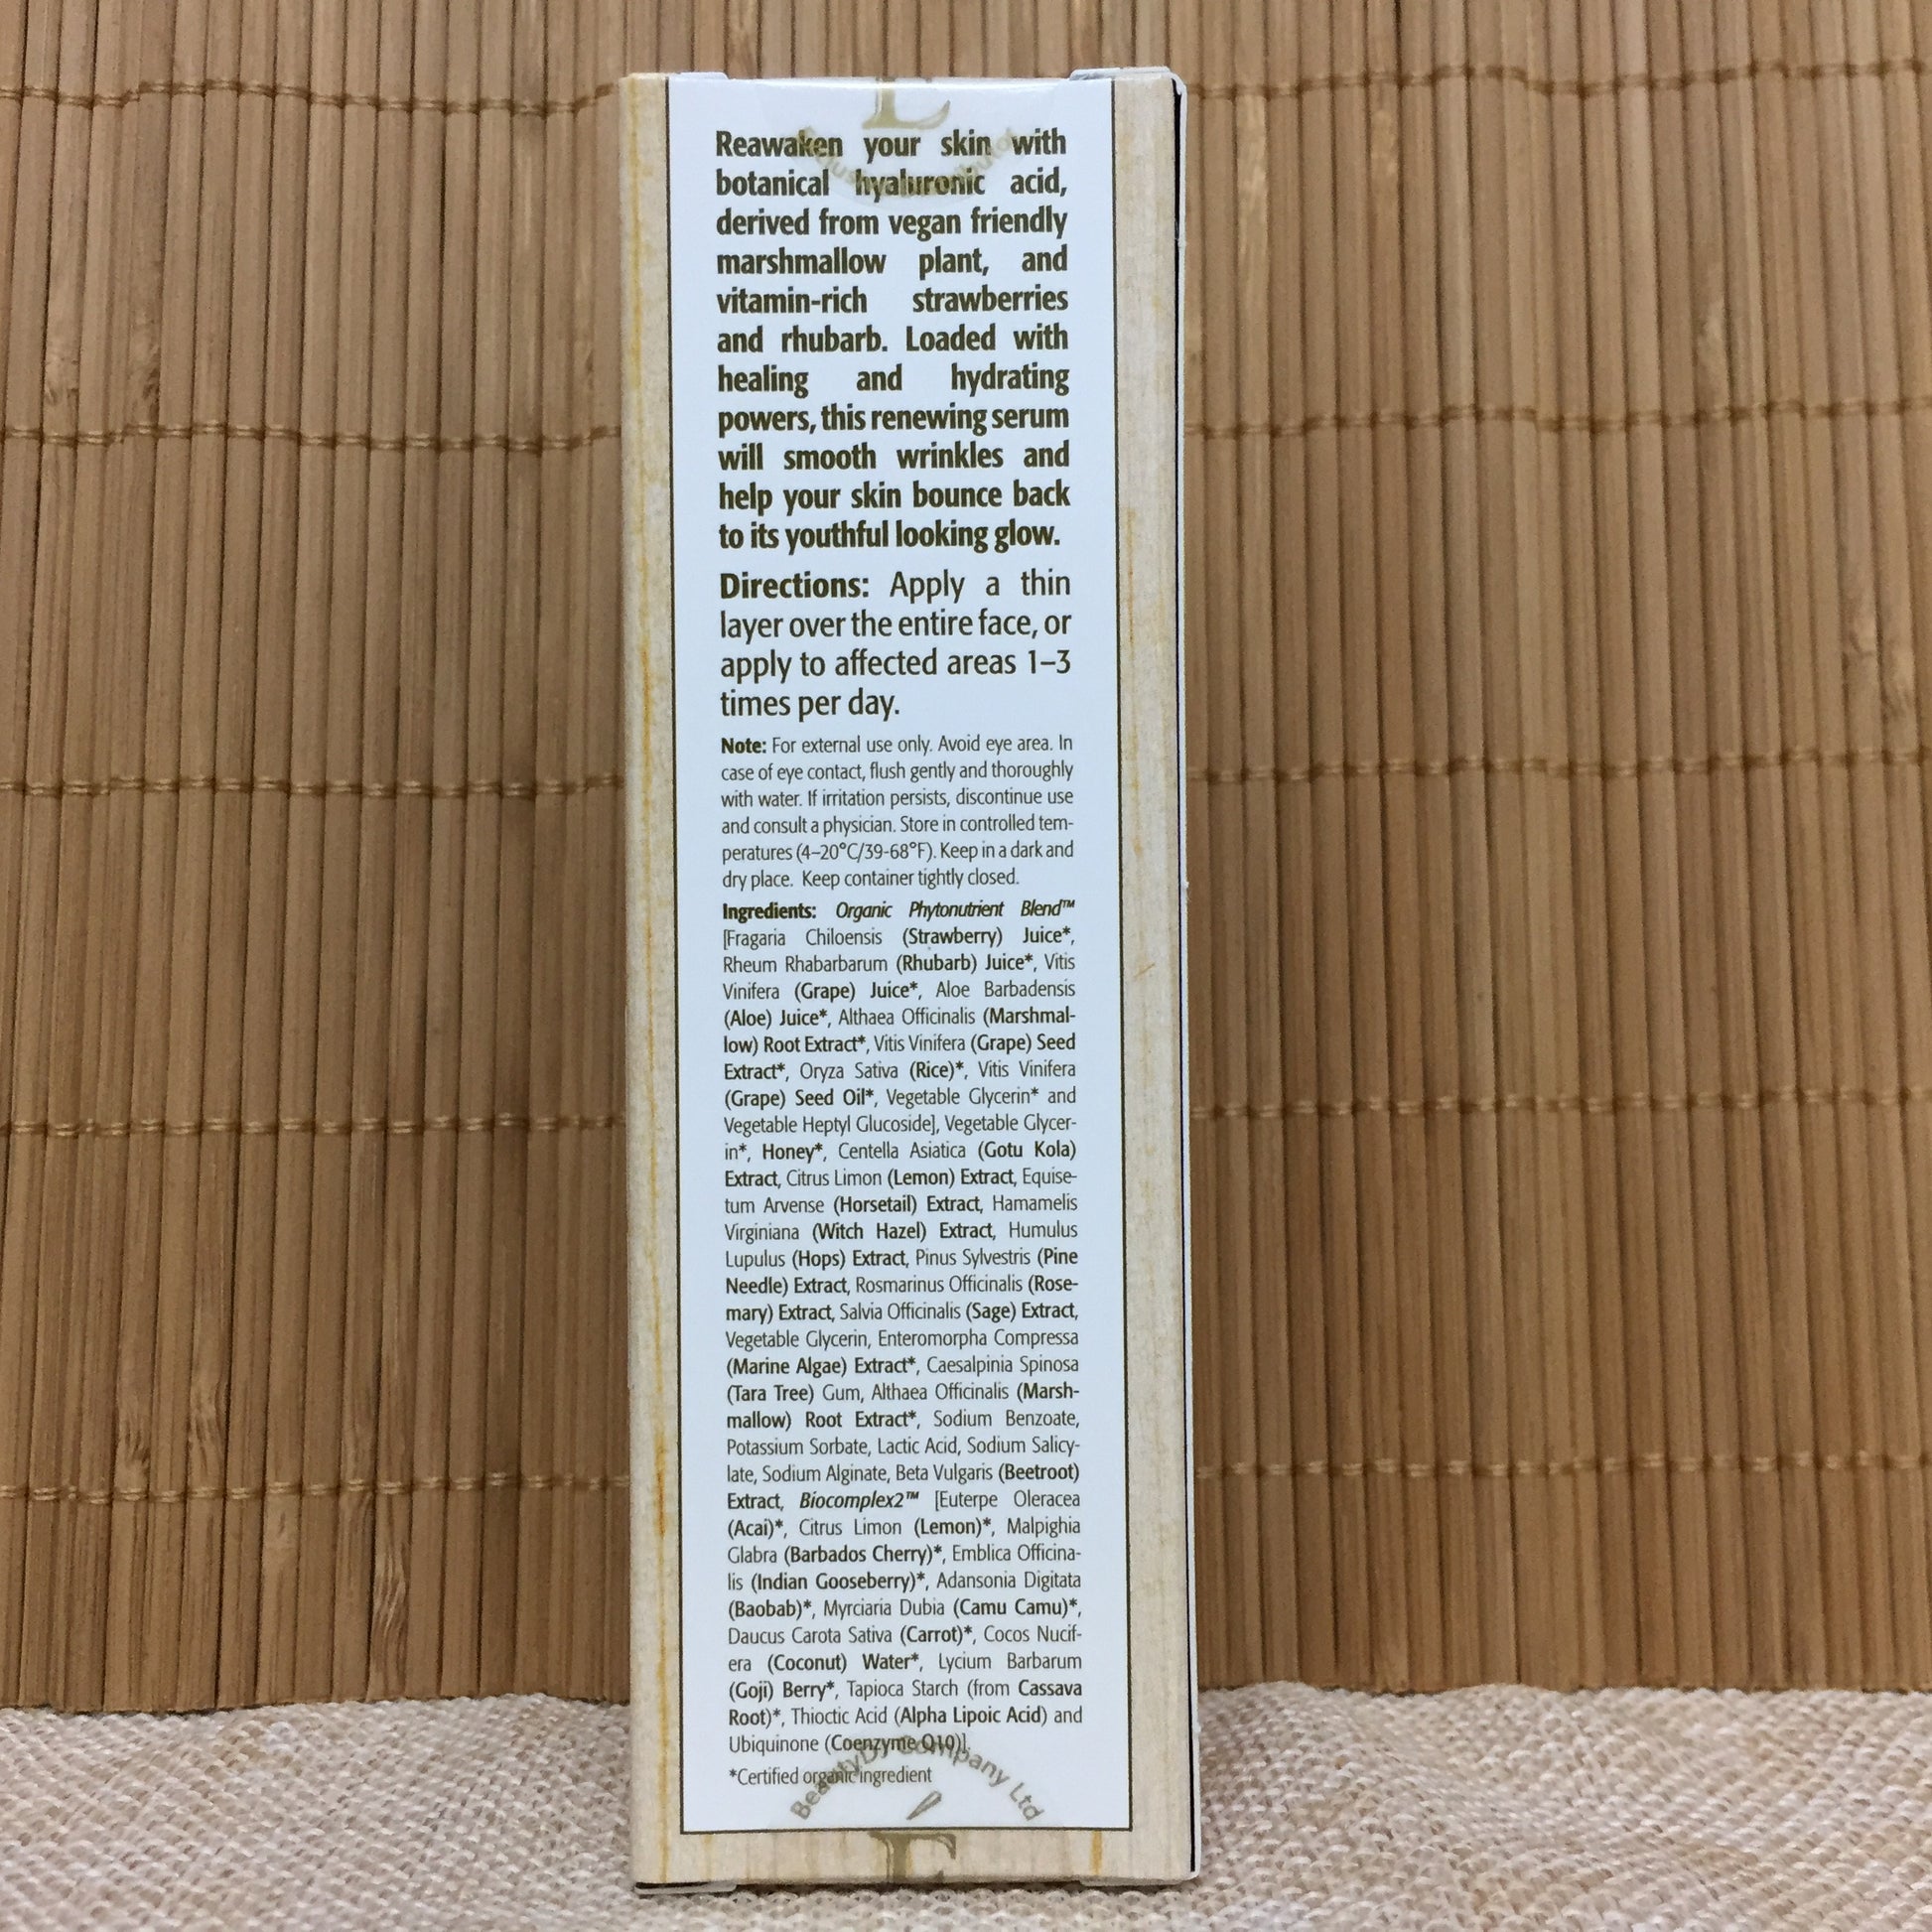 E
Reawaken your skin with
botanical hyaluronic acid,
derived from vegan friendly
marshmallow plant, and
vitamin-rich strawberries
and rhubarb. Loaded with
healing and hydrating
powers, this renewing serum
will smooth wrinkles and
help your skin bounce back
to its youthful looking glow.
Directions: Apply a thin
layer over the entire face, or
apply to affected areas 1–3
times per day.
Note: For external use only. Avoid eye area. In
case of eye contact, flush gently and thoroughly
with water. If irritation persists, discontinue use
and consult a physician. Store in controlled tem-
peratures (4–20°C/39-68°F). Keep in a dark and
dry place. Keep container tightly closed.
Ingredients: Organic Phytonutrient Blend™
[Fragaria Chiloensis (Strawberry) Juice*,
Rheum Rhabarbarum (Rhubarb) Juice*, Vitis
Vinifera (Grape) Juice*, Aloe Barbadensis
(Aloe) Juice*, Althaea Officinalis (Marshmal-
low) Root Extract*, Vitis Vinifera (Grape) Seed
Extract*, Oryza Sativa (Rice)*, Vitis Vinifera
(Grape) Seed Oil*, Vegetable Glycerin* and
Vegetable Heptyl Glucoside], Vegetable Glycer-
in*, Honey*, Centella Asiatica (Gotu Kola)
Extract, Citrus Limon (Lemon) Extract, Equise-
tum Arvense (Horsetail) Extract, Hamamelis
Virginiana (Witch Hazel) Extract, Humulus
Lupulus (Hops) Extract, Pinus Sylvestris (Pine
Needle) Extract, Rosmarinus Officinalis (Rose-
mary) Extract, Salvia Officinalis (Sage) Extract,
Vegetable Glycerin, Enteromorpha Compressa
(Marine Algae) Extract*, Caesalpinia Spinosa
(Tara Tree) Gum, Althaea Officinalis (Marsh-
mallow) Root Extract*, Sodium Benzoate,
Potassium Sorbate, Lactic Acid, Sodium Salicy-
late, Sodium Alginate, Beta Vulgaris (Beetroot)
Extract, Biocomplex2™ [Euterpe Oleracea
(Acai)*, Citrus Limon (Lemon)*, Malpighia
Glabra (Barbados Cherry)*, Emblica Officina-
lis (Indian Gooseberry)*, Adansonia Digitata
(Baobab)*, Myrciaria Dubia (Camu Camu)*,
Daucus Carota Sativa (Carrot)*, Cocos Nucif-
era (Coconut) Water*, Lycium Barbarum
(Goji) Berry*, Tapioca Starch (from Cassava
Root)*, Thioctic Acid (Alpha Lipoic Acid) and
Ubiquinone (Coenzyme Q10)].
*Certified organic ingredient
Company Ltd